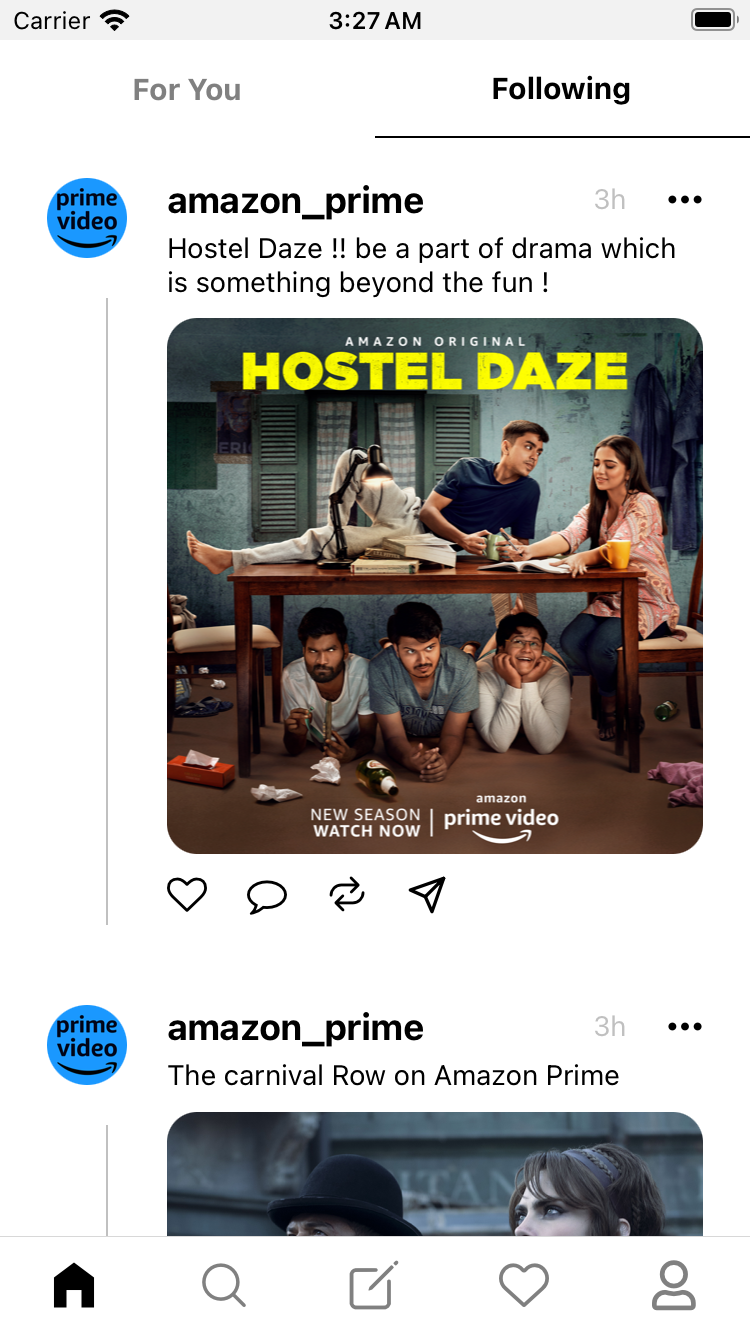 Carrier
3:27 AM
For You
Following
prime
video
amazon_prime
3h
Hostel Daze !! be a part of drama which
is something beyond the fun !
AMAZON ORIGINAL
HOSTEL DAZE
ERIC
NEW SEASON
WATCH NOW
amazon
prime video
prime
video
amazon_prime
3h
The carnival Row on Amazon Prime
TAN